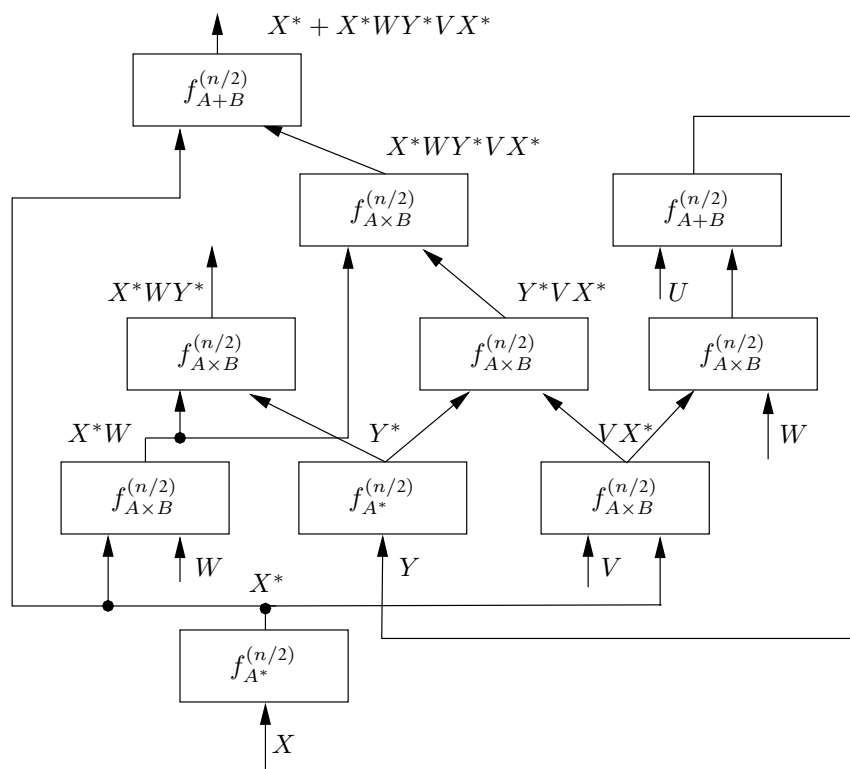 X* + X*WY*VX*
f_{A+B}^{(n/2)}
X*WY*VX*
f_{A×B}^{(n/2)} f_{A+B}^{(n/2)}
X*WY* Y*VX* U
f_{A×B}^{(n/2)} f_{A×B}^{(n/2)} f_{A×B}^{(n/2)}
X*W Y* VX* W
f_{A×B}^{(n/2)} f_{A*}^{(n/2)} f_{A×B}^{(n/2)}
W Y V
X*
f_{A*}^{(n/2)}
X